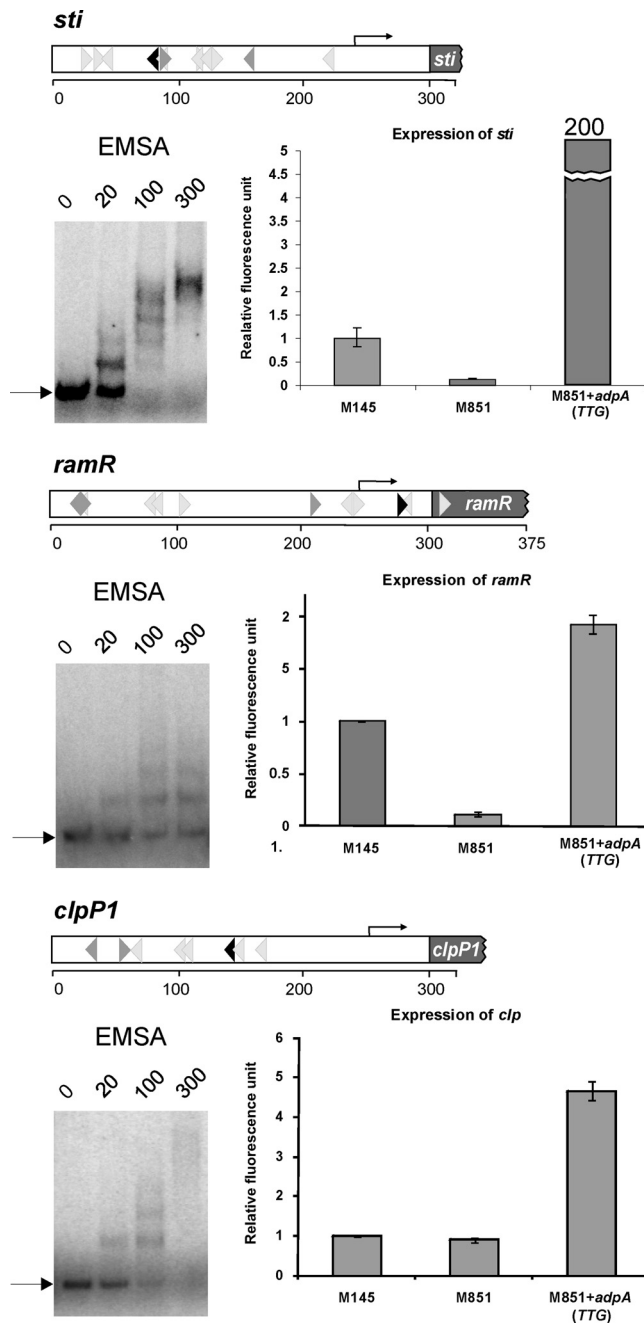 sti
sti
0 100 200 300
EMSA
0 20 100 300
Expression of sti
200
Realative fluorescence unit
5
4.5
4
3.5
3
2.5
2
1.5
1
0.5
0
M145 M851 M851+adpA
(TTG)
ramR
ramR
0 100 200 300 375
EMSA
0 20 100 300
Expression of ramR
Relative fluorescence unit
2
5
1
0.5
0
1.
M145 M851 M851+adpA
(TTG)
clpP1
clpP1
0 100 200 300
EMSA
0 20 100 300
Expression of clp
Relative fluorescence unit
6
5
4
3
2
1
0
M145 M851 M851+adpA
(TTG)